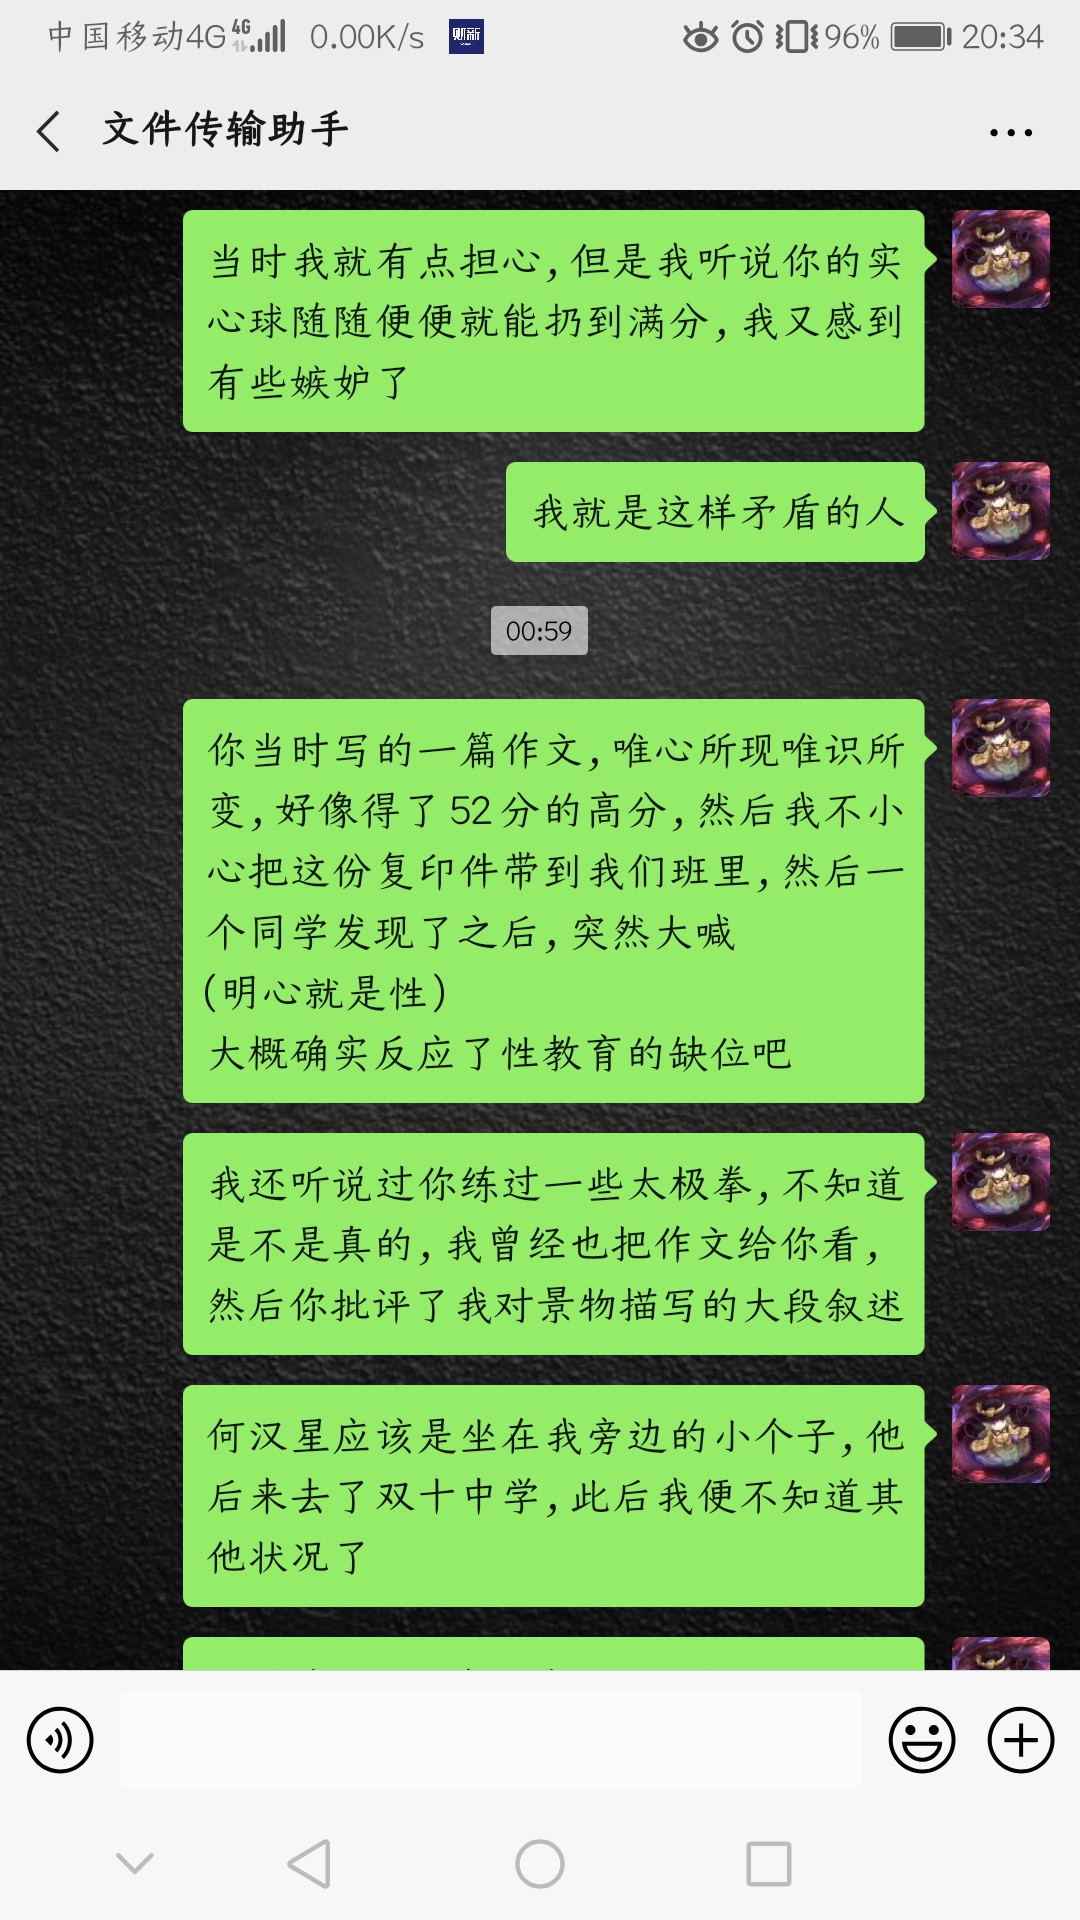 中国移动4G 4G 0.00K/s 财新 96% 20:34
文件传输助手
当时我就有点担心,但是我听说你的实
心球随随便便就能扔到满分,我又感到
有些嫉妒了
我就是这样矛盾的人
00:59
你当时写的一篇作文,唯心所现唯识所
变,好像得了52分的高分,然后我不小
心把这份复印件带到我们班里,然后一
个同学发现了之后,突然大喊
(明心就是性)
大概确实反应了性教育的缺位吧
我还听说过你练过一些太极拳,不知道
是不是真的,我曾经也把作文给你看,
然后你批评了我对景物描写的大段叙述
何汉星应该是坐在我旁边的小个子,他
后来去了双十中学,此后我便不知道其
他状况了